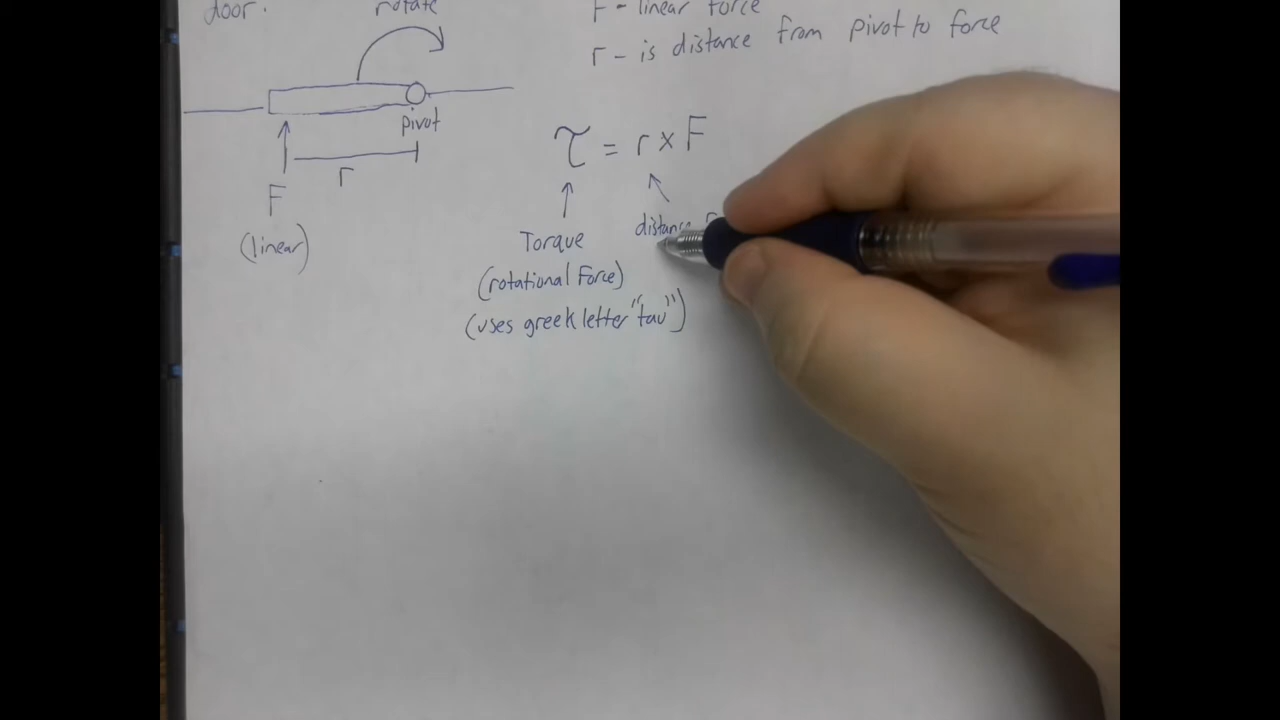 door.
rotate
F - linear force
r - is distance from pivot to force
pivot
r
F
(linear)
τ = r x F
distance
Torque
(rotational Force)
(uses greek letter "tau")